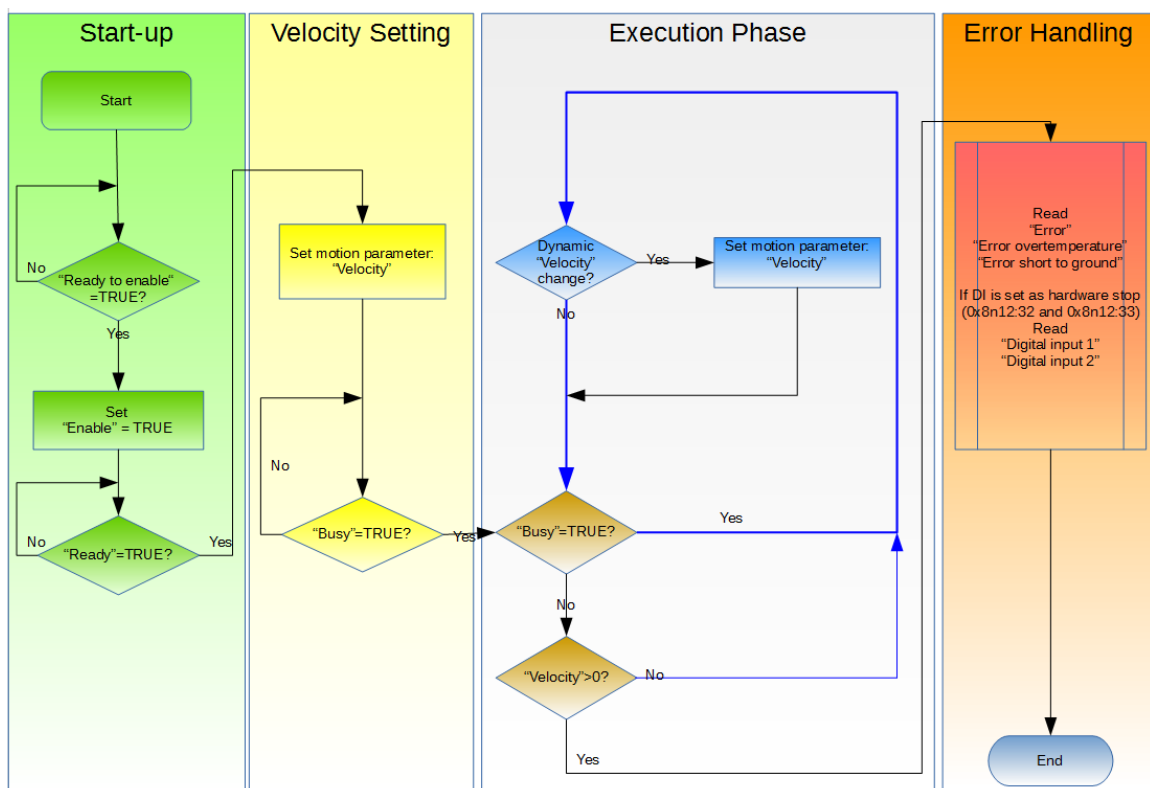 Start-up
Start
No
“Ready to enable“
=TRUE?
Yes
Set
“Enable” = TRUE
No
“Ready”=TRUE?
Yes
Velocity Setting
Set motion parameter:
“Velocity”
No
“Busy”=TRUE?
Yes
Execution Phase
Dynamic
“Velocity”
change?
Yes
Set motion parameter:
“Velocity”
No
“Busy”=TRUE?
Yes
No
“Velocity”>0?
No
Yes
Error Handling
Read
“Error”
“Error overtemperature”
“Error short to ground”
If DI is set as hardware stop
(0x8n12:32 and 0x8n12:33)
Read
“Digital input 1”
“Digital input 2”
End